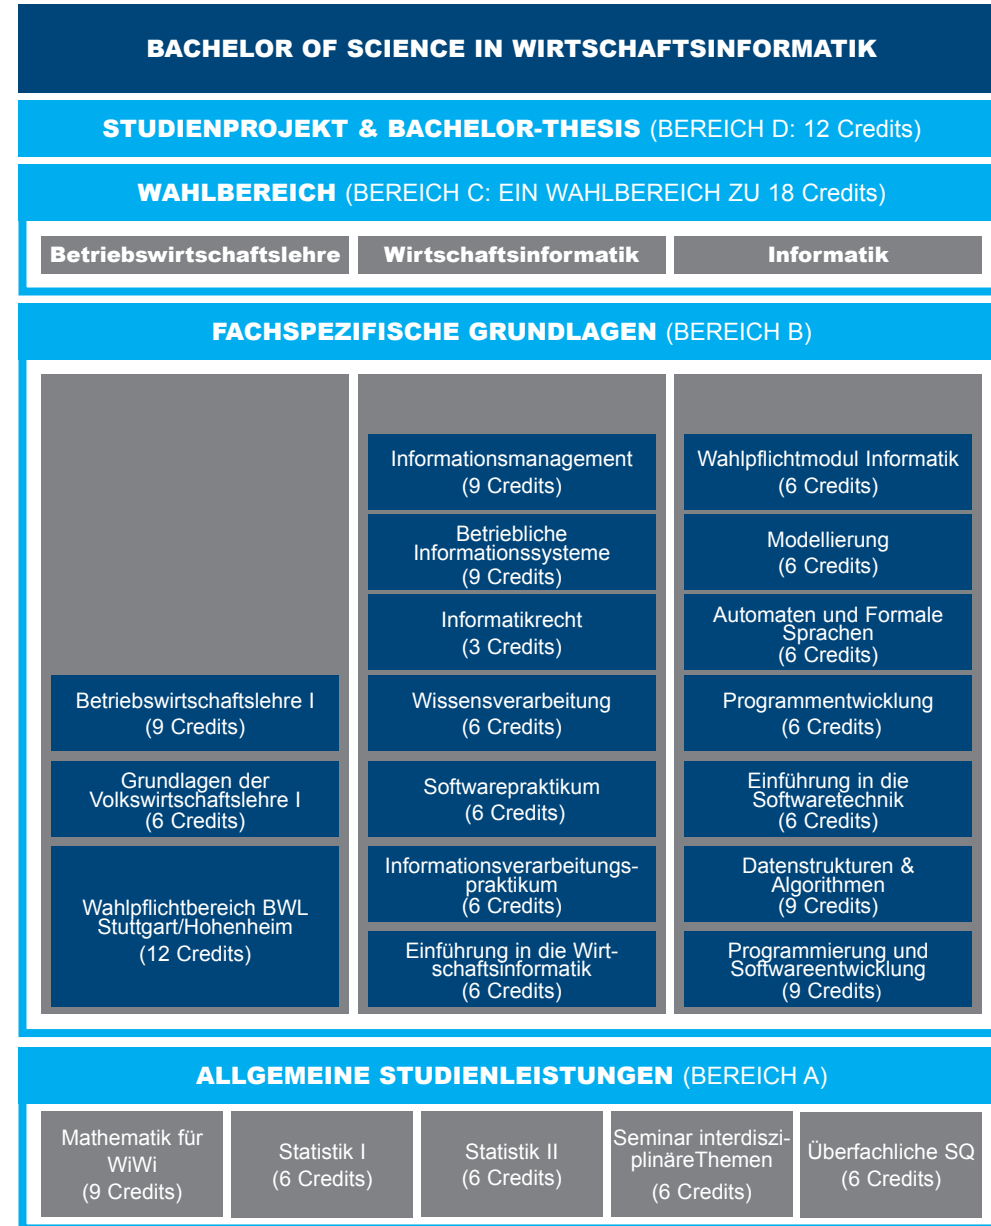 BACHELOR OF SCIENCE IN WIRTSCHAFTSINFORMATIK
STUDIENPROJEKT & BACHELOR-THESIS (BEREICH D: 12 Credits)
WAHLBEREICH (BEREICH C: EIN WAHLBEREICH ZU 18 Credits)
Betriebswirtschaftslehre
Wirtschaftsinformatik
Informatik
FACHSPEZIFISCHE GRUNDLAGEN (BEREICH B)
Betriebswirtschaftslehre I
(9 Credits)
Grundlagen der
Volkswirtschaftslehre I
(6 Credits)
Wahlpflichtbereich BWL
Stuttgart/Hohenheim
(12 Credits)
Informationsmanagement
(9 Credits)
Betriebliche
Informationssysteme
(9 Credits)
Informatikrecht
(3 Credits)
Wissensverarbeitung
(6 Credits)
Softwarepraktikum
(6 Credits)
Informationsverarbeitungs-
praktikum
(6 Credits)
Einführung in die Wirt-
schaftsinformatik
(6 Credits)
Wahlpflichtmodul Informatik
(6 Credits)
Modellierung
(6 Credits)
Automaten und Formale
Sprachen
(6 Credits)
Programmentwicklung
(6 Credits)
Einführung in die
Softwaretechnik
(6 Credits)
Datenstrukturen &
Algorithmen
(9 Credits)
Programmierung und
Softwareentwicklung
(9 Credits)
ALLGEMEINE STUDIENLEISTUNGEN (BEREICH A)
Mathematik für
WiWi
(9 Credits)
Statistik I
(6 Credits)
Statistik II
(6 Credits)
Seminar interdiszi-
plinäreThemen
(6 Credits)
Überfachliche SQ
(6 Credits)